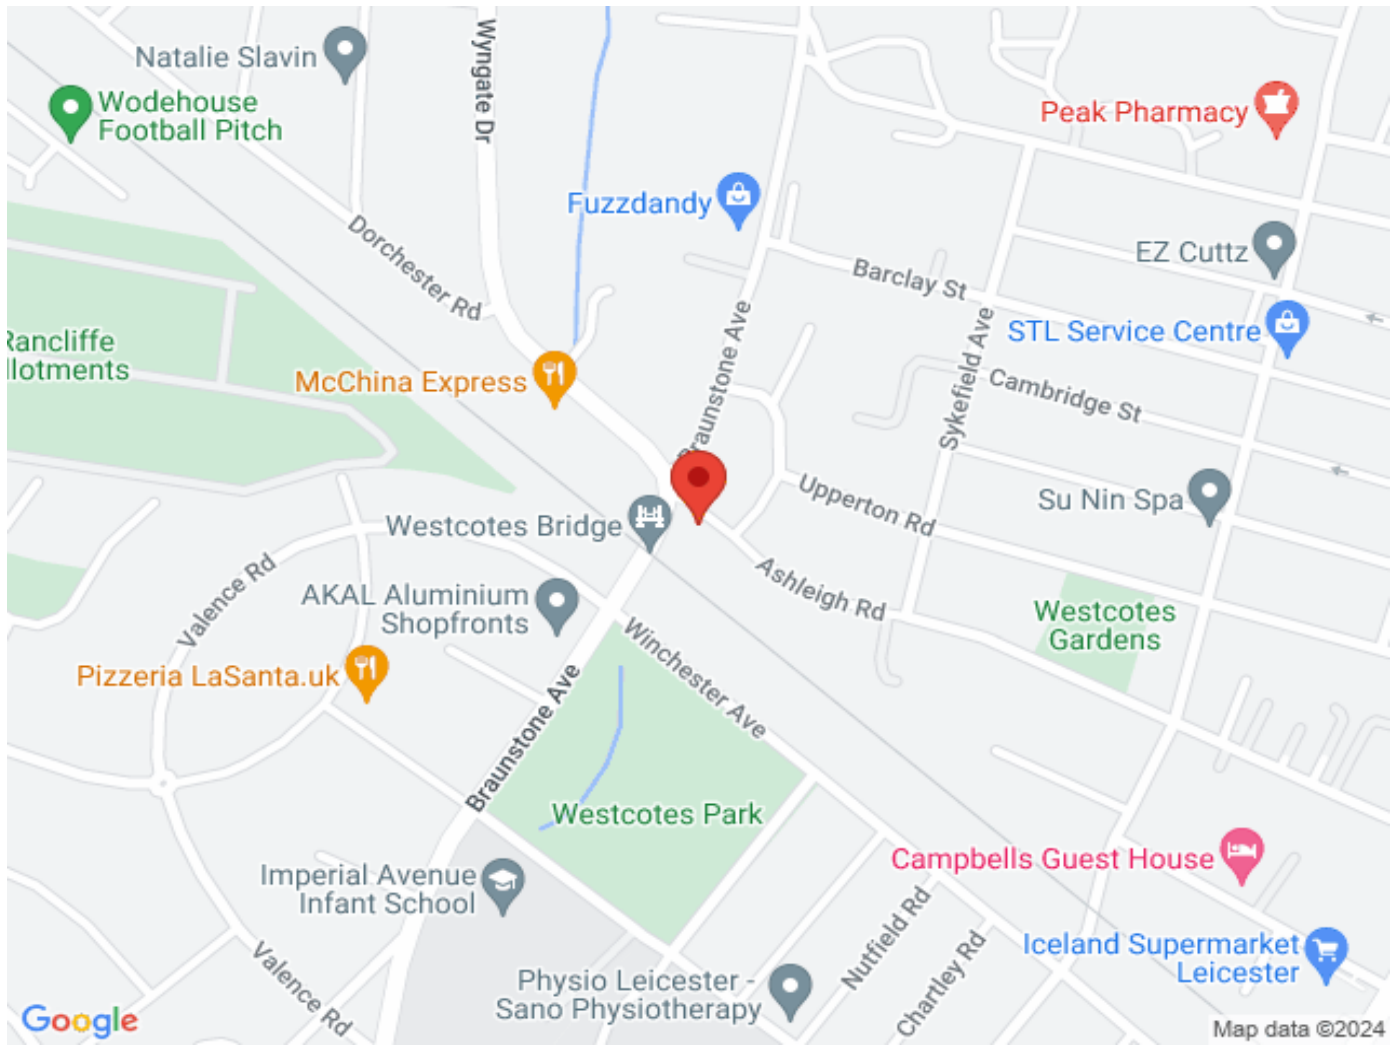 Natalie Slavin
Wyngate Dr
Wodehouse
Football Pitch
Peak Pharmacy
Fuzzdandy
Dorchester Rd
EZ Cuttz
Barclay St
Rancliffe
llotments
STL Service Centre
Braunstone Ave
Sykefield Ave
McChina Express
Cambridge St
Westcotes Bridge
Upperton Rd
Su Nin Spa
Valence Rd
AKAL Aluminium
Shopfronts
Ashleigh Rd
Westcotes
Gardens
Pizzeria LaSanta.uk
Winchester Ave
Braunstone Ave
Westcotes Park
Imperial Avenue
Infant School
Campbells Guest House
Nutfield Rd
Chartley Rd
Iceland Supermarket
Leicester
Valence Rd
Physio Leicester -
Sano Physiotherapy
Google
Map data ©2024